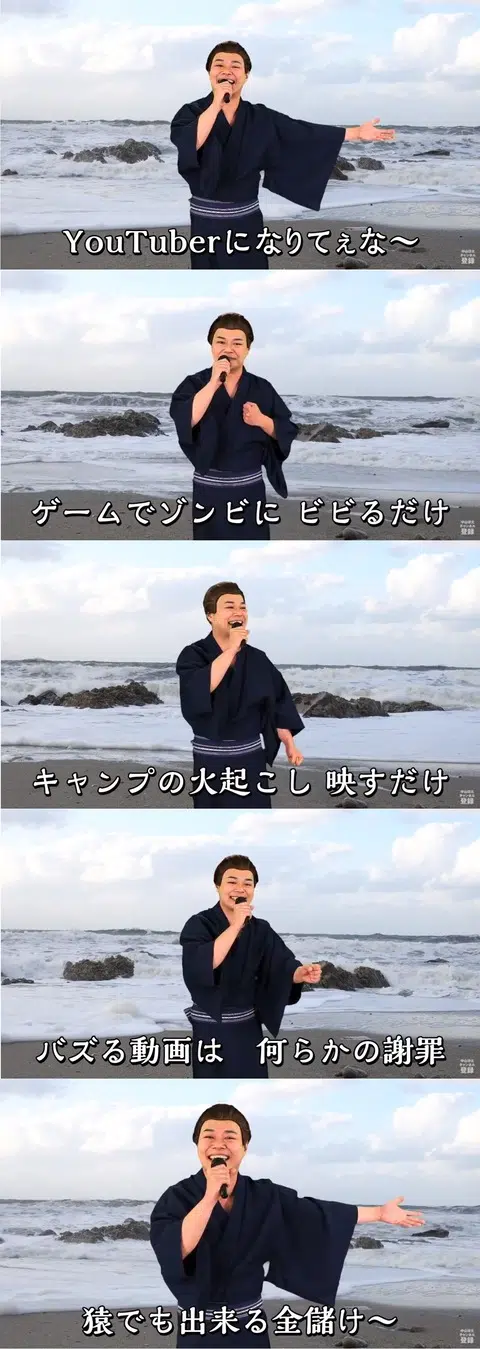 YouTuberになりてぇな～
ゲームでゾンビに ビビるだけ
キャンプの火起こし 映すだけ
バズる動画は　何らかの謝罪
猿でも出来る金儲け～